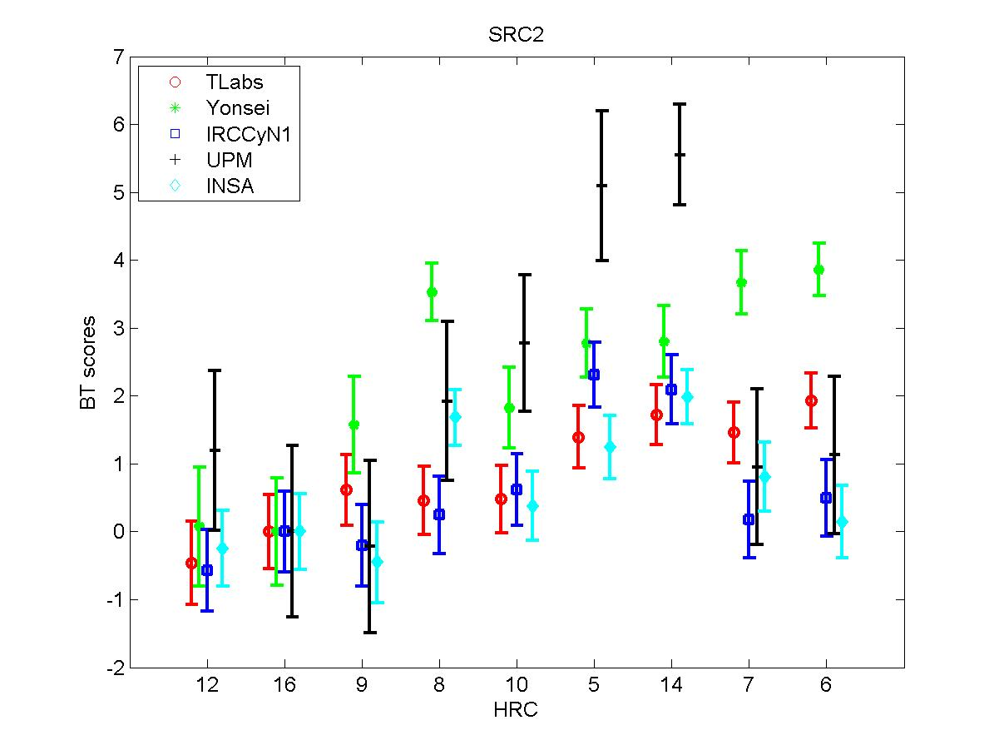 SRC2
7
6
5
4
3
2
1
0
-1
-2
BT scores
TLabs
Yonsei
IRCCyN1
UPM
INSA
12 16 9 8 10 5 14 7 6
HRC